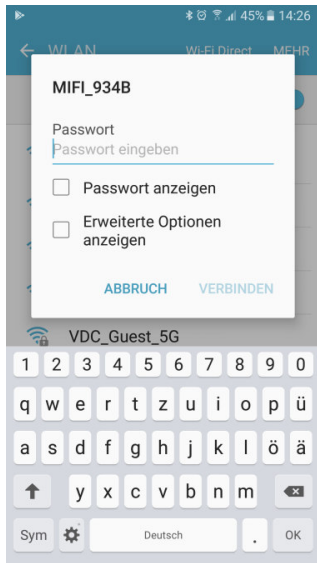 45% 14:26
WLAN Wi-Fi Direct MEHR
MIFI_934B
Passwort
Passwort eingeben
Passwort anzeigen
Erweiterte Optionen
anzeigen
ABBRUCH VERBINDEN
VDC_Guest_5G
1 2 3 4 5 6 7 8 9 0
q w e r t z u i o p ü
a s d f g h j k l ö ä
y x c v b n m
Sym Deutsch . OK